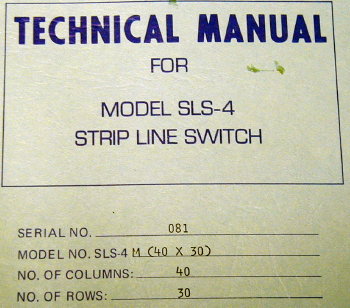 TECHNICAL MANUAL
FOR
MODEL SLS-4
STRIP LINE SWITCH
SERIAL NO. 081
MODEL NO. SLS-4 M (40 X 30)
NO. OF COLUMNS: 40
NO. OF ROWS: 30